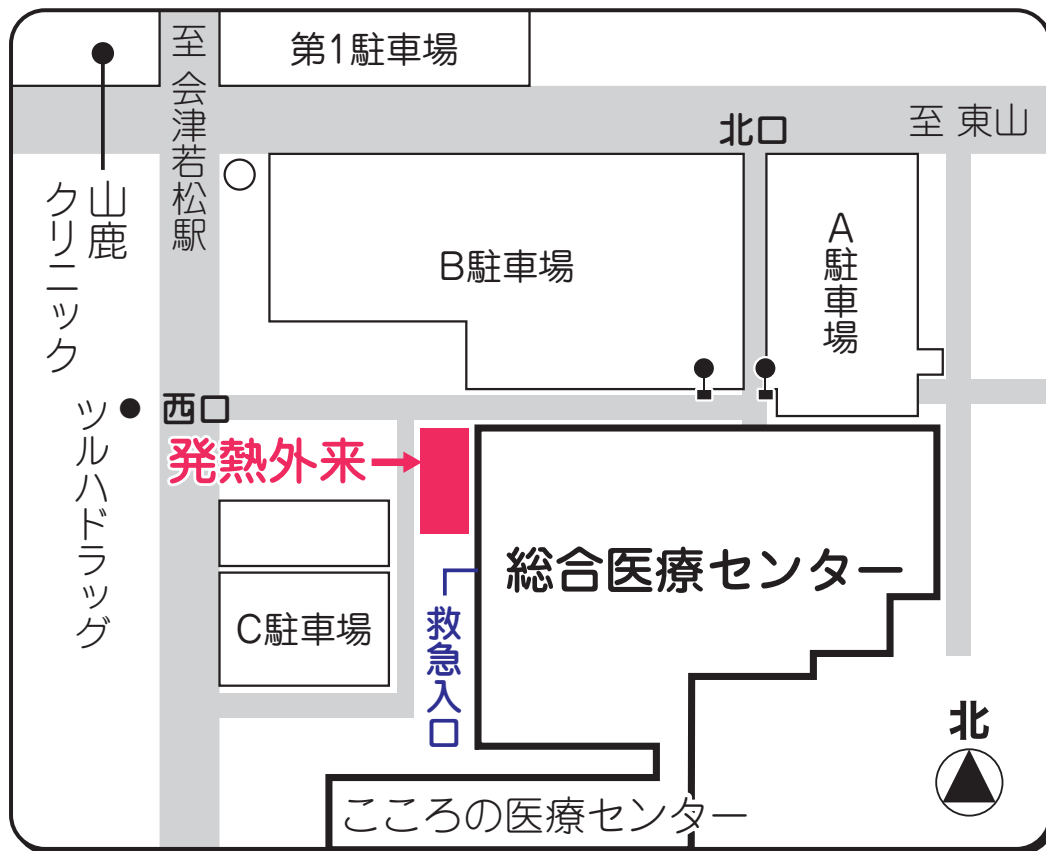 至 会津若松駅
第1駐車場
北口
至 東山
山鹿
クリニック
B駐車場
A駐車場
ツルハドラッグ
西口
発熱外来
総合医療センター
C駐車場
救急入口
北
こころの医療センター